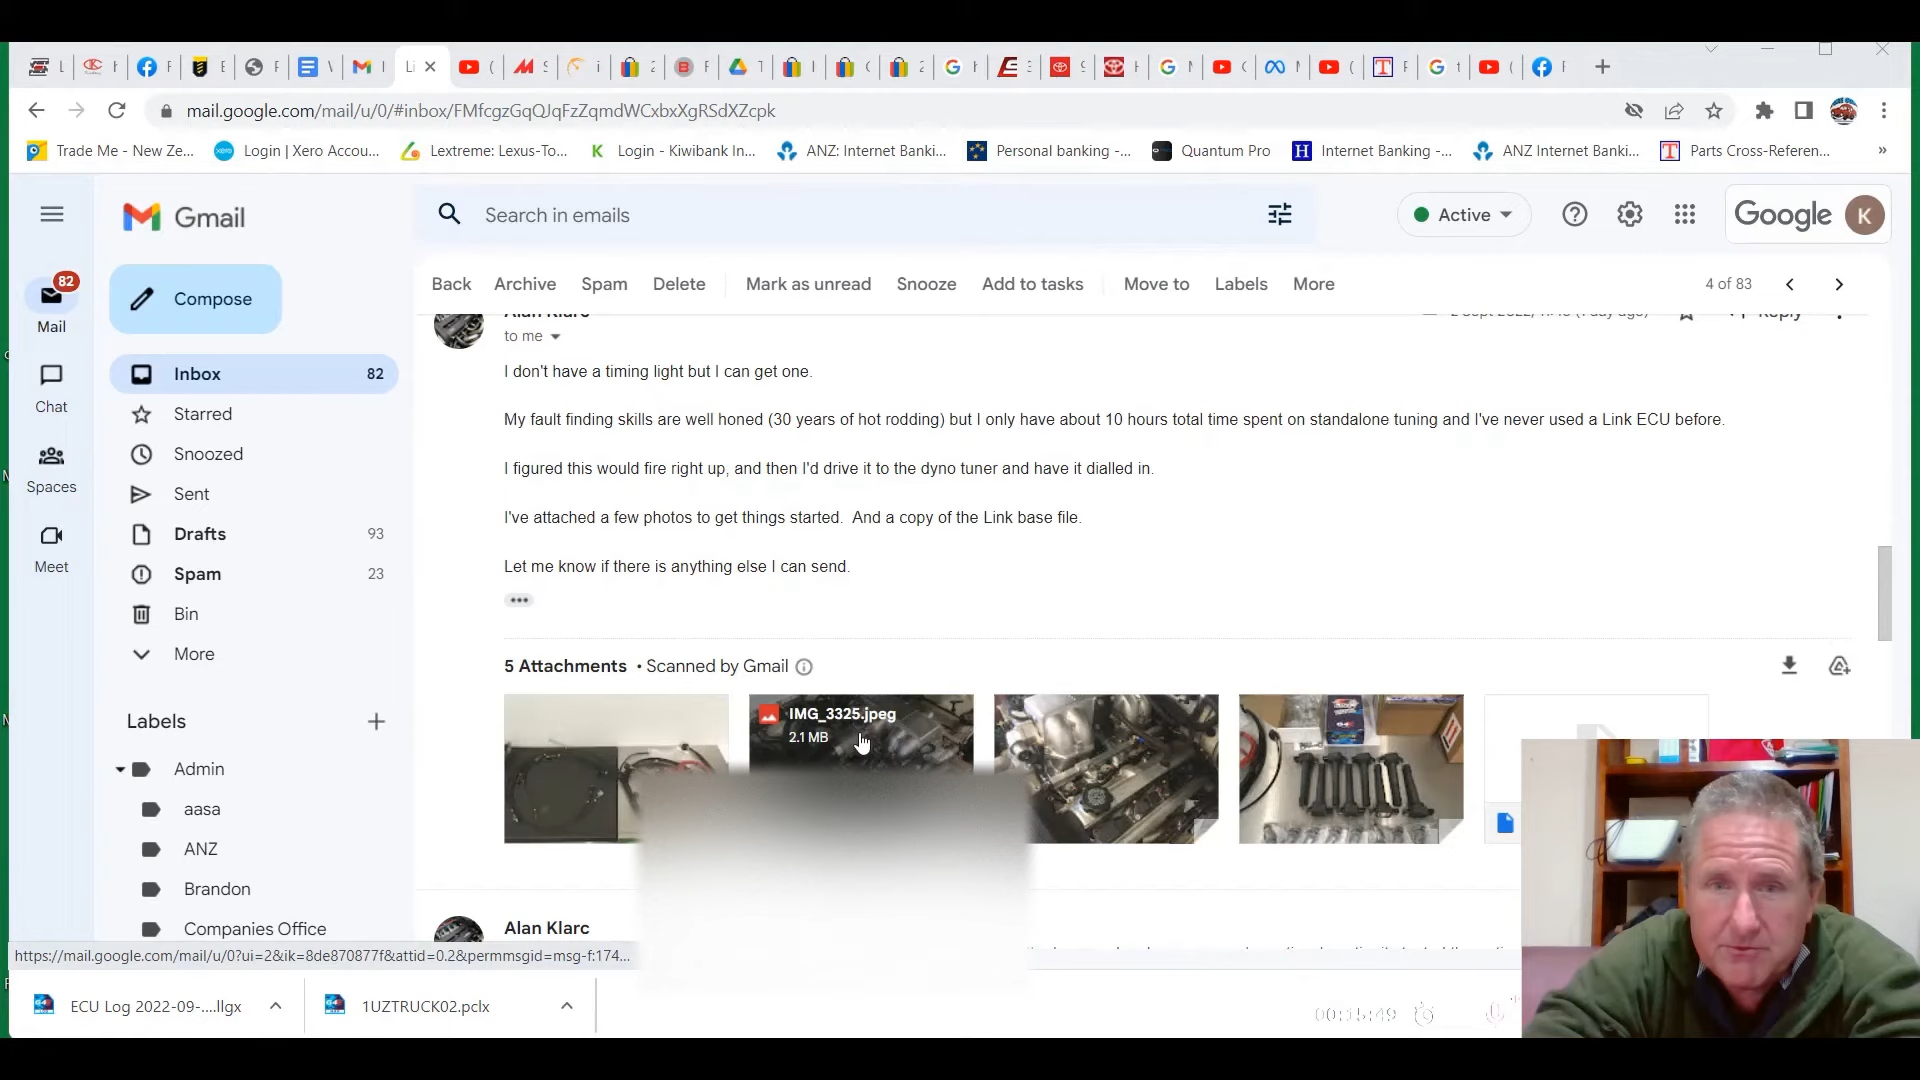 Li
mail.google.com/mail/u/0/#inbox/FMfcgzGqQJqFzZqmdWCxbxXgRSdXZcpk
Trade Me - New Ze... Login | Xero Accou... Lextreme: Lexus-To... Login - Kiwibank In... ANZ: Internet Banki... Personal banking -... Quantum Pro Internet Banking -... ANZ Internet Banki... Parts Cross-Referen... »
Gmail
Search in emails
Active
Google K
82
Mail
Chat
Spaces
Meet
Compose
Inbox 82
Starred
Snoozed
Sent
Drafts 93
Spam 23
Bin
More
Labels
Admin
aasa
ANZ
Brandon
Companies Office
Back Archive Spam Delete Mark as unread Snooze Add to tasks Move to Labels More 4 of 83
Alan Klarc
to me
I don't have a timing light but I can get one.
My fault finding skills are well honed (30 years of hot rodding) but I only have about 10 hours total time spent on standalone tuning and I've never used a Link ECU before.
I figured this would fire right up, and then I'd drive it to the dyno tuner and have it dialled in.
I've attached a few photos to get things started. And a copy of the Link base file.
Let me know if there is anything else I can send.
5 Attachments • Scanned by Gmail
IMG_3325.jpeg
2.1 MB
Alan Klarc
https://mail.google.com/mail/u/0?ui=2&ik=8de870877f&attid=0.2&permmsgid=msg-f:174...
ECU Log 2022-09-....llgx
1UZTRUCK02.pclx
00:15:49